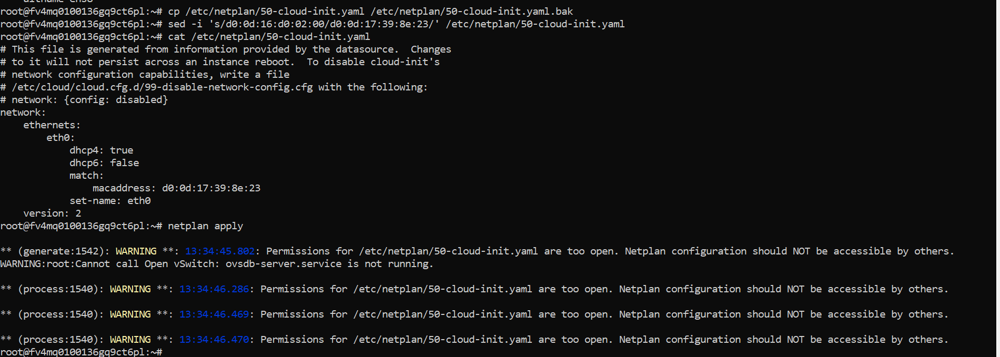 root@fv4mq0100136gq9ct6pl:~# cp /etc/netplan/50-cloud-init.yaml /etc/netplan/50-cloud-init.yaml.bak
root@fv4mq0100136gq9ct6pl:~# sed -i 's/d0:0d:16:d0:02:00/d0:0d:17:39:8e:23/' /etc/netplan/50-cloud-init.yaml
root@fv4mq0100136gq9ct6pl:~# cat /etc/netplan/50-cloud-init.yaml
# This file is generated from information provided by the datasource.  Changes
# to it will not persist across an instance reboot.  To disable cloud-init's
# network configuration capabilities, write a file
# /etc/cloud/cloud.cfg.d/99-disable-network-config.cfg with the following:
# network: {config: disabled}
network:
    ethernets:
        eth0:
            dhcp4: true
            dhcp6: false
            match:
                macaddress: d0:0d:17:39:8e:23
            set-name: eth0
    version: 2
root@fv4mq0100136gq9ct6pl:~# netplan apply

** (generate:1542): WARNING **: 13:34:45.802: Permissions for /etc/netplan/50-cloud-init.yaml are too open. Netplan configuration should NOT be accessible by others.
WARNING:root:Cannot call Open vSwitch: ovsdb-server.service is not running.

** (process:1540): WARNING **: 13:34:46.286: Permissions for /etc/netplan/50-cloud-init.yaml are too open. Netplan configuration should NOT be accessible by others.

** (process:1540): WARNING **: 13:34:46.469: Permissions for /etc/netplan/50-cloud-init.yaml are too open. Netplan configuration should NOT be accessible by others.

** (process:1540): WARNING **: 13:34:46.470: Permissions for /etc/netplan/50-cloud-init.yaml are too open. Netplan configuration should NOT be accessible by others.
root@fv4mq0100136gq9ct6pl:~#